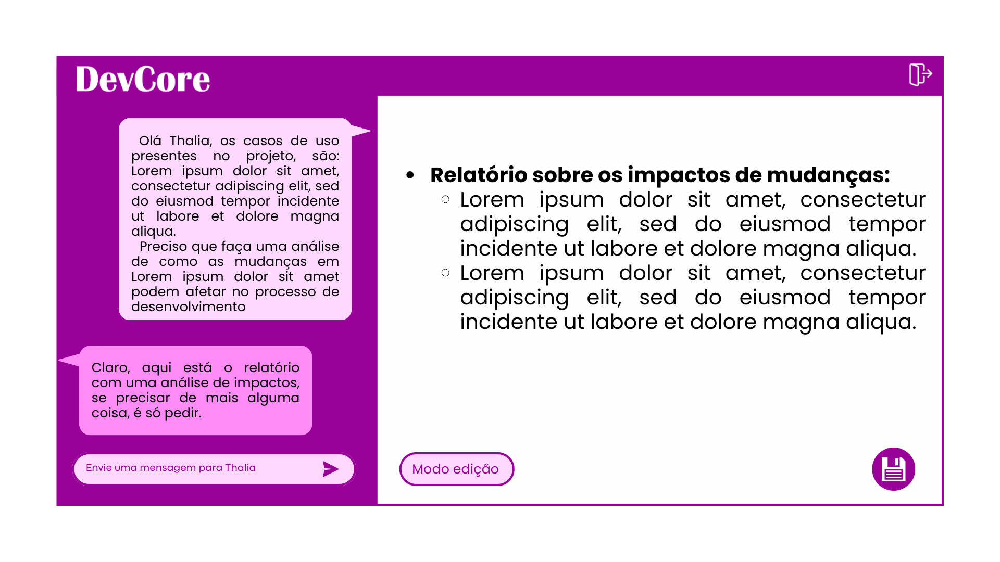 DevCore
Olá Thalia, os casos de uso
presentes no projeto, são:
Lorem ipsum dolor sit amet,
consectetur adipiscing elit, sed
do eiusmod tempor incidente
ut labore et dolore magna
aliqua.
Preciso que faça uma análise
de como as mudanças em
Lorem ipsum dolor sit amet
podem afetar no processo de
desenvolvimento
Claro, aqui está o relatório
com uma análise de impactos,
se precisar de mais alguma
coisa, é só pedir.
Envie uma mensagem para Thalia
• Relatório sobre os impactos de mudanças:
○ Lorem ipsum dolor sit amet, consectetur
adipiscing elit, sed do eiusmod tempor
incidente ut labore et dolore magna aliqua.
○ Lorem ipsum dolor sit amet, consectetur
adipiscing elit, sed do eiusmod tempor
incidente ut labore et dolore magna aliqua.
Modo edição